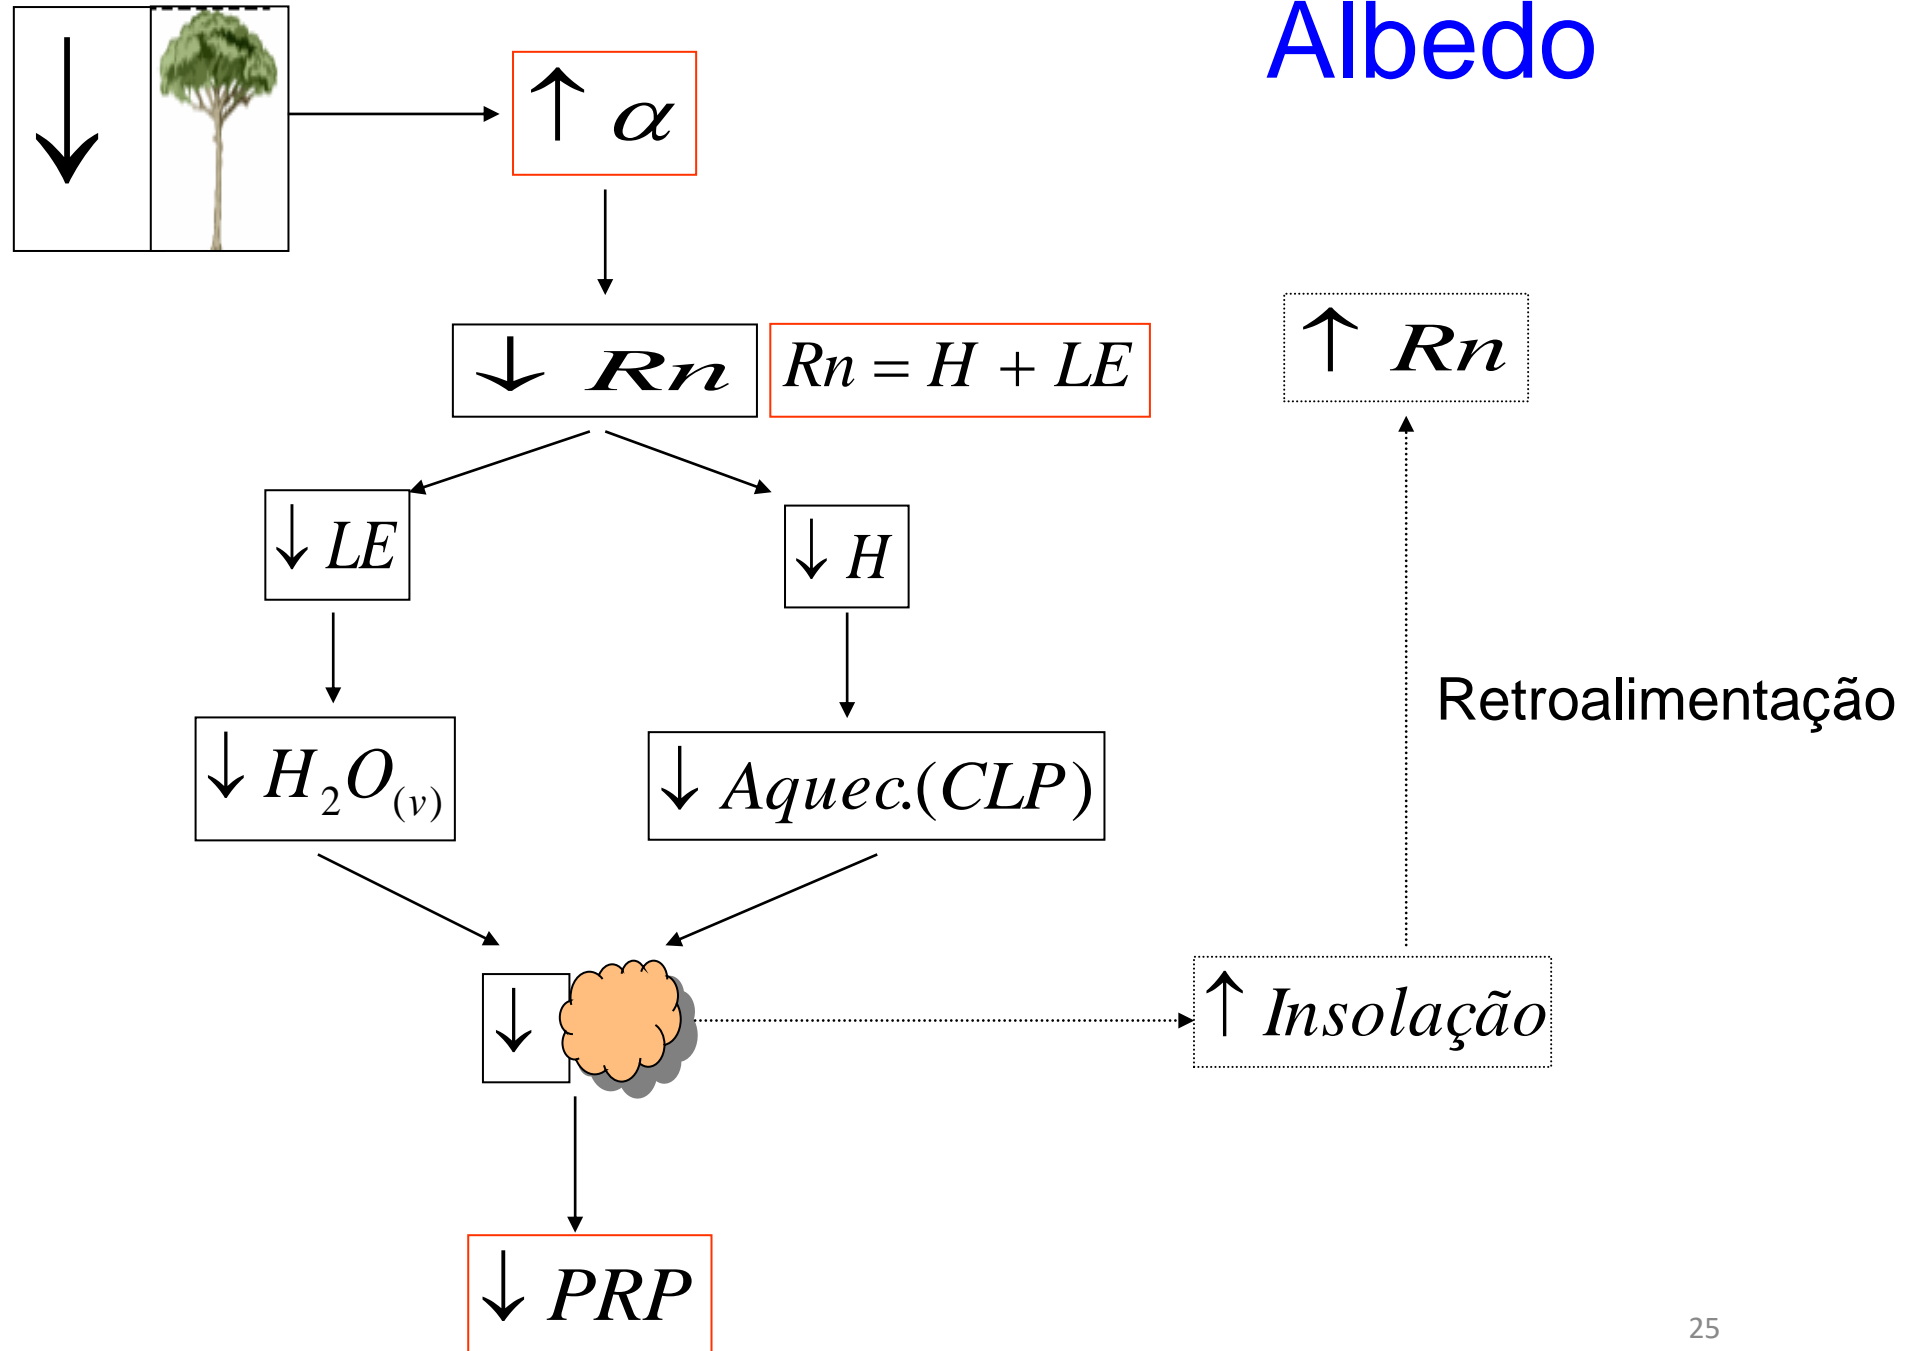 Albedo
↓
↑ α
↓ Rn
Rn = H + LE
↑ Rn
↓ LE
↓ H
Retroalimentação
↓ H₂O₍ᵥ₎
↓ Aquec.(CLP)
↓
↑ Insolação
↓ PRP
25